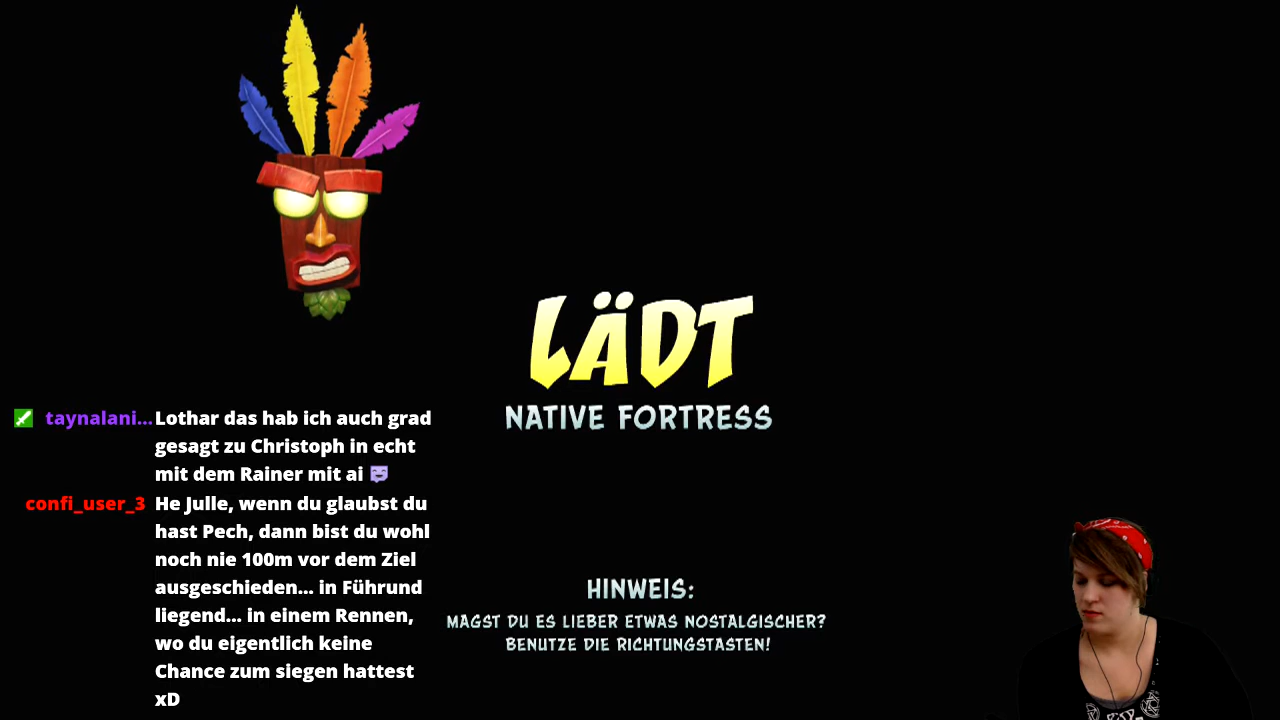 LÄDT
NATIVE FORTRESS
taynalani... Lothar das hab ich auch grad
gesagt zu Christoph in echt
mit dem Rainer mit ai
confi_user_3 He Julle, wenn du glaubst du
hast Pech, dann bist du wohl
noch nie 100m vor dem Ziel
ausgeschieden... in Führund
liegend... in einem Rennen,
wo du eigentlich keine
Chance zum siegen hattest
xD
HINWEIS:
MAGST DU ES LIEBER ETWAS NOSTALGISCHER?
BENUTZE DIE RICHTUNGSTASTEN!